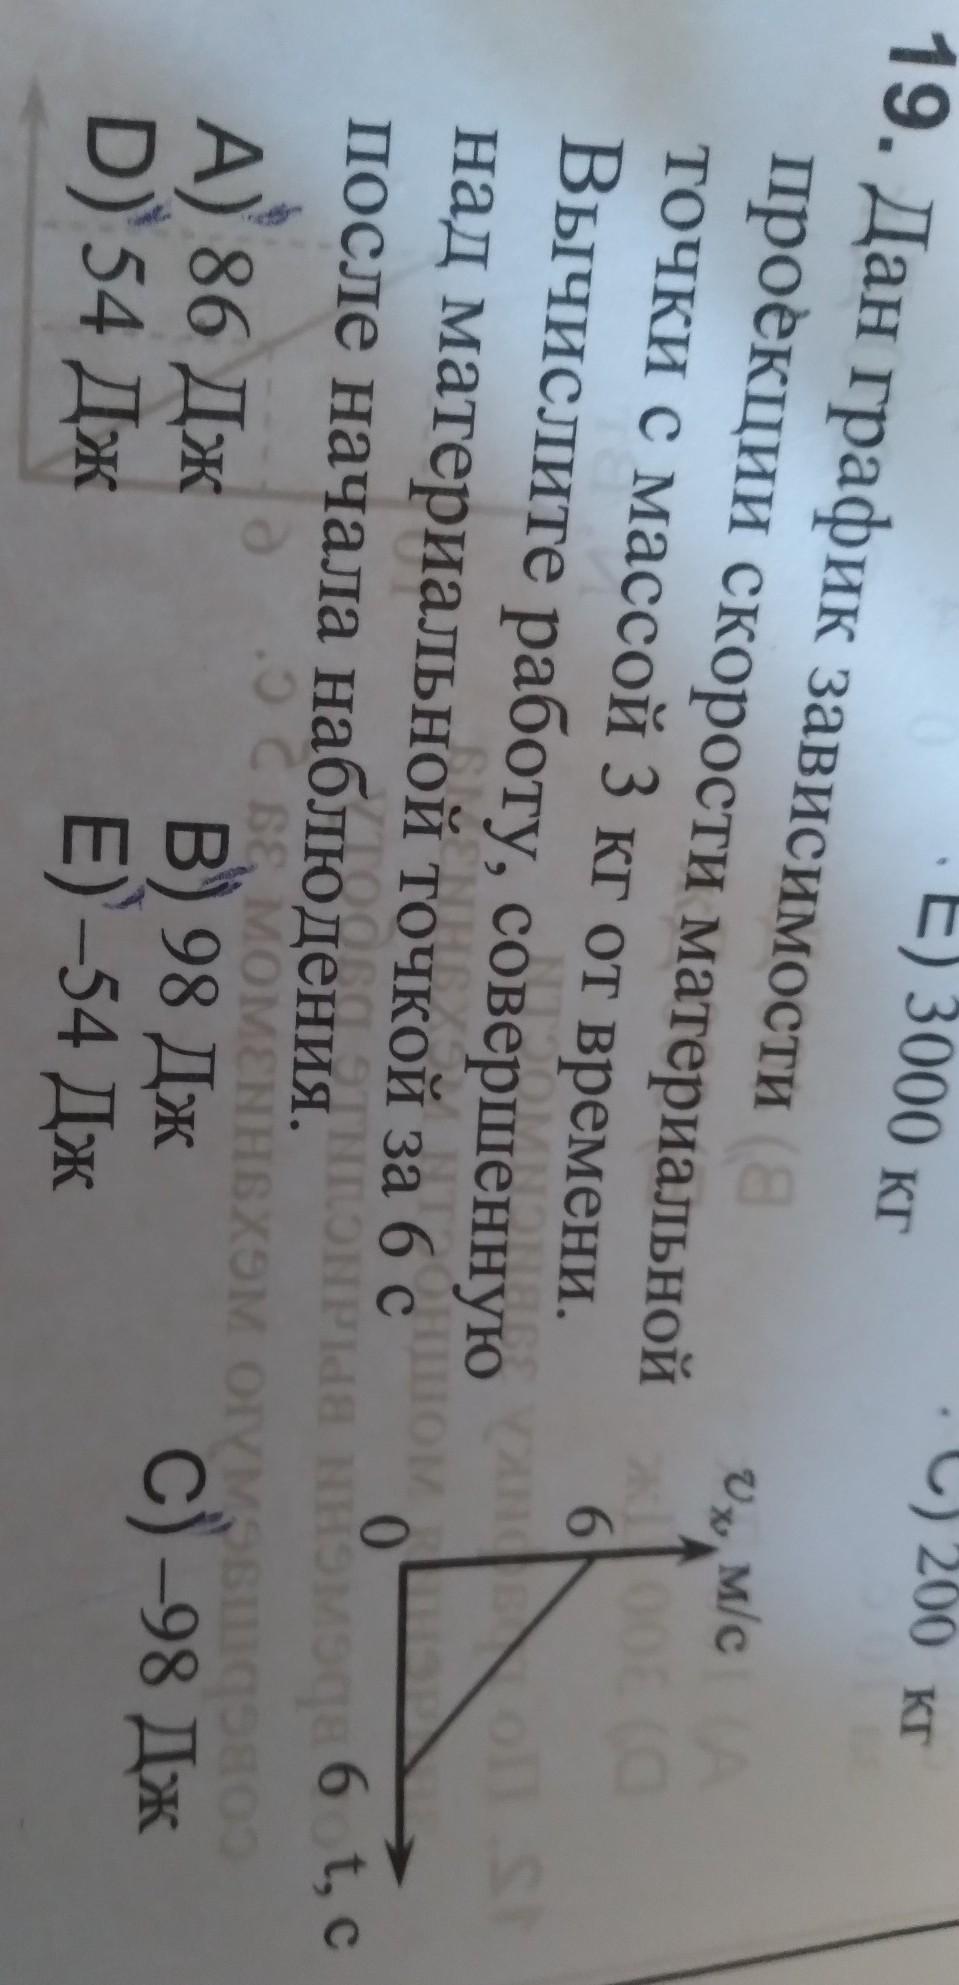 E) 3000 кг
C) 200 кг
19. Дан график зависимости
проекции скорости материальной
точки с массой 3 кг от времени.
Вычислите работу, совершенную
над материальной точкой за 6 с
после начала наблюдения.
vₓ, м/с
6
0
6
t, c
A) 86 Дж
B) 98 Дж
C) –98 Дж
D) 54 Дж
E) –54 Дж